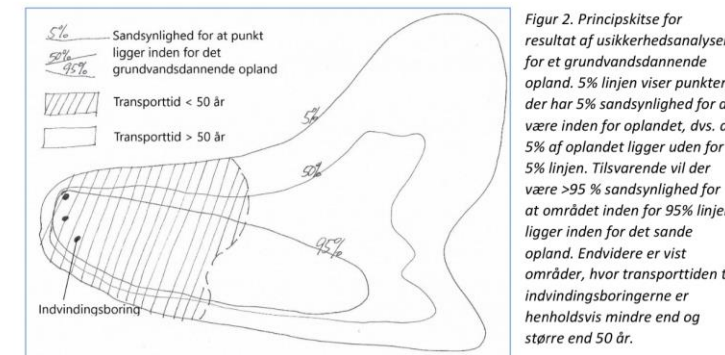 5%
50%
95%
Sandsynlighed for at punkt
ligger inden for det
grundvandsdannende opland
Transporttid < 50 år
Transporttid > 50 år
5%
50%
95%
Indvindingsboring
Figur 2. Principskitse for
resultat af usikkerhedsanalysen
for et grundvandsdannende
opland. 5% linjen viser punkter
der har 5% sandsynlighed for
være inden for oplandet, dvs.
5% af oplandet ligger uden for
5% linjen. Tilsvarende vil der
være >95 % sandsynlighed for
at området inden for 95% linjen
ligger inden for det sande
opland. Endvidere er vist
områder, hvor transporttiden
indvindingsboringerne er
henholdsvis mindre end og
større end 50 år.